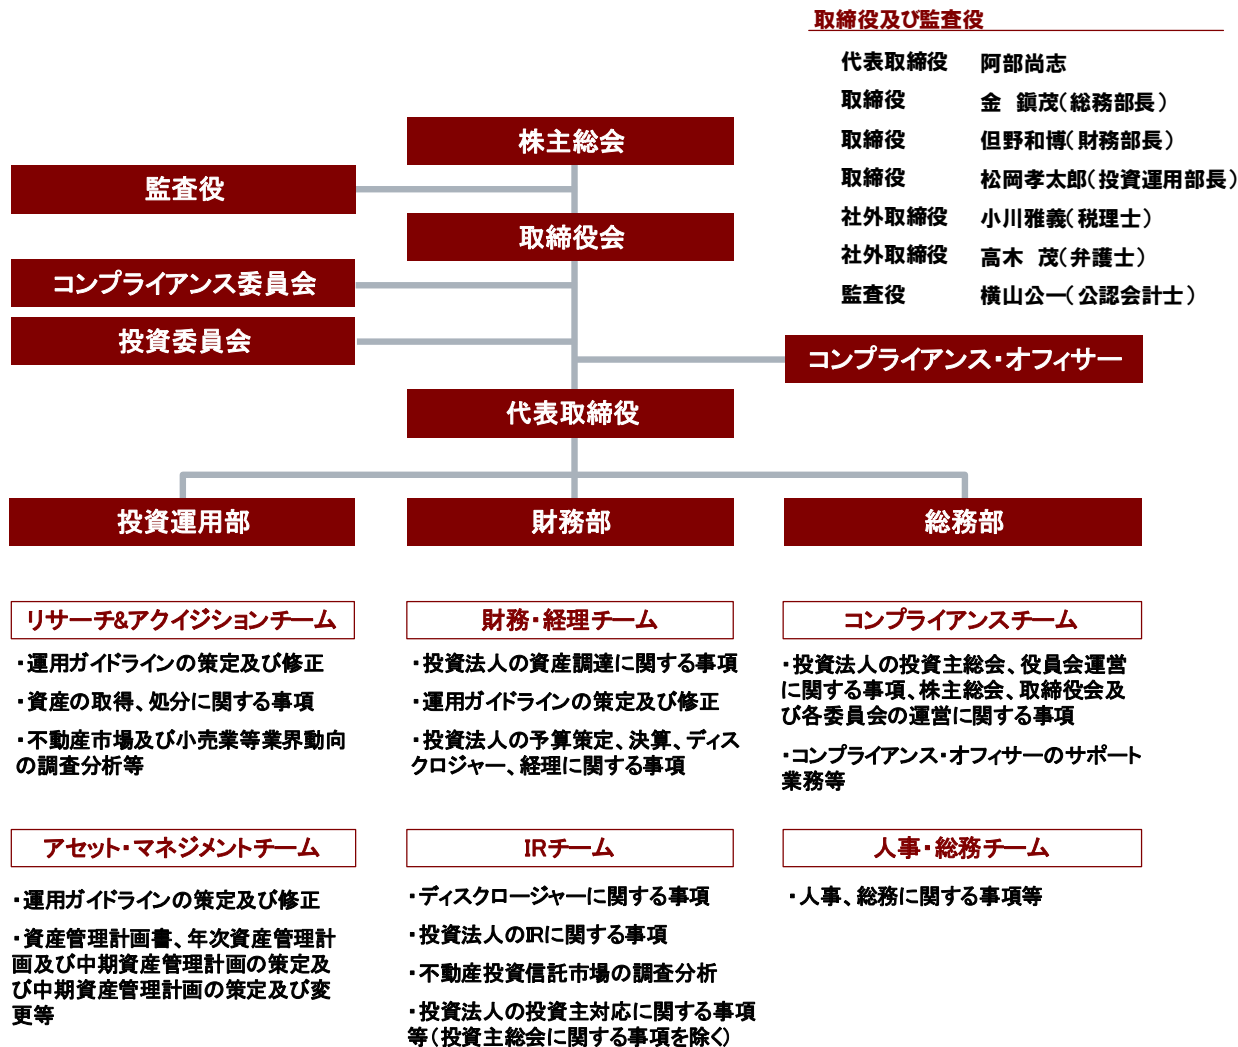 取締役及び監査役
代表取締役 阿部尚志
取締役 金 鎭茂(総務部長)
取締役 但野和博(財務部長)
取締役 松岡孝太郎(投資運用部長)
社外取締役 小川雅義(税理士)
社外取締役 高木 茂(弁護士)
監査役 横山公一(公認会計士)
株主総会
監査役
取締役会
コンプライアンス委員会
投資委員会
コンプライアンス・オフィサー
代表取締役
投資運用部
財務部
総務部
リサーチ&アクイジションチーム
・運用ガイドラインの策定及び修正
・資産の取得、処分に関する事項
・不動産市場及び小売業等業界動向
の調査分析等
アセット・マネジメントチーム
・運用ガイドラインの策定及び修正
・資産管理計画書、年次資産管理計
画及び中期資産管理計画の策定及
び中期資産管理計画の策定及び変
更等
財務・経理チーム
・投資法人の資産調達に関する事項
・運用ガイドラインの策定及び修正
・投資法人の予算策定、決算、ディス
クロジャー、経理に関する事項
IRチーム
・ディスクロージャーに関する事項
・投資法人のIRに関する事項
・不動産投資信託市場の調査分析
・投資法人の投資主対応に関する事項
等(投資主総会に関する事項を除く)
コンプライアンスチーム
・投資法人の投資主総会、役員会運営
に関する事項、株主総会、取締役会及
び各委員会の運営に関する事項
・コンプライアンス・オフィサーのサポート
業務等
人事・総務チーム
・人事、総務に関する事項等